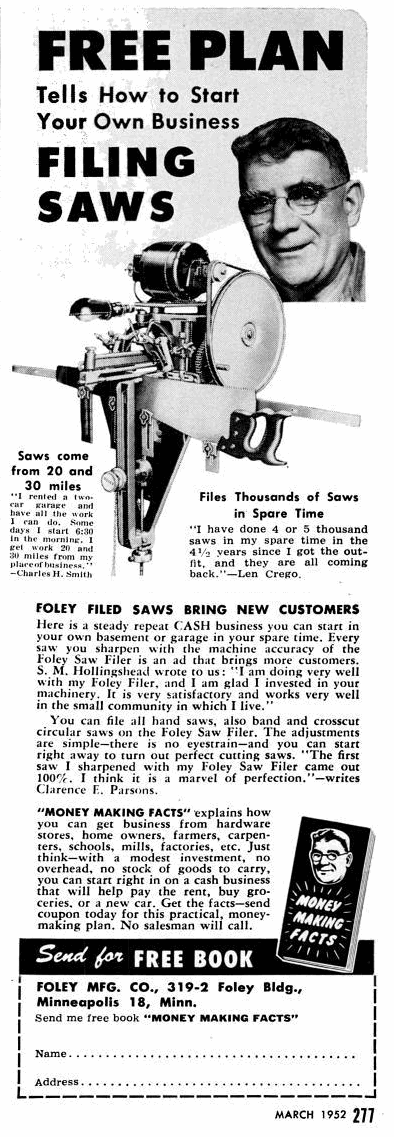 FREE PLAN
Tells How to Start
Your Own Business
FILING
SAWS
Saws come
from 20 and
30 miles
"I rented a two-
car garage and
have all the work
I can do. Some
days I start 6:30
in the morning. I
get work 20 and
30 miles from my
place of business."
—Charles H. Smith
Files Thousands of Saws
in Spare Time
"I have done 4 or 5 thousand
saws in my spare time in the
4½ years since I got the out-
fit, and they are all coming
back."—Len Crego.
FOLEY FILED SAWS BRING NEW CUSTOMERS
Here is a steady repeat CASH business you can start in
your own basement or garage in your spare time. Every
saw you sharpen with the machine accuracy of the
Foley Saw Filer is an ad that brings more customers.
S. M. Hollingshead wrote to us: "I am doing very well
with my Foley Filer, and I am glad I invested in your
machinery. It is very satisfactory and works very well
in the small community in which I live."
You can file all hand saws, also band and crosscut
circular saws on the Foley Saw Filer. The adjustments
are simple—there is no eyestrain—and you can start
right away to turn out perfect cutting saws. "The first
saw I sharpened with my Foley Saw Filer came out
100%. I think it is a marvel of perfection."—writes
Clarence E. Parsons.
"MONEY MAKING FACTS" explains how
you can get business from hardware
stores, home owners, farmers, carpen-
ters, schools, mills, factories, etc. Just
think—with a modest investment, no
overhead, no stock of goods to carry,
you can start right in on a cash business
that will help pay the rent, buy gro-
ceries, or a new car. Get the facts—send
coupon today for this practical, money-
making plan. No salesman will call.
MONEY
MAKING
FACTS
Send for FREE BOOK
FOLEY MFG. CO., 319-2 Foley Bldg.,
Minneapolis 18, Minn.
Send me free book "MONEY MAKING FACTS"
Name
Address
MARCH 1952 277